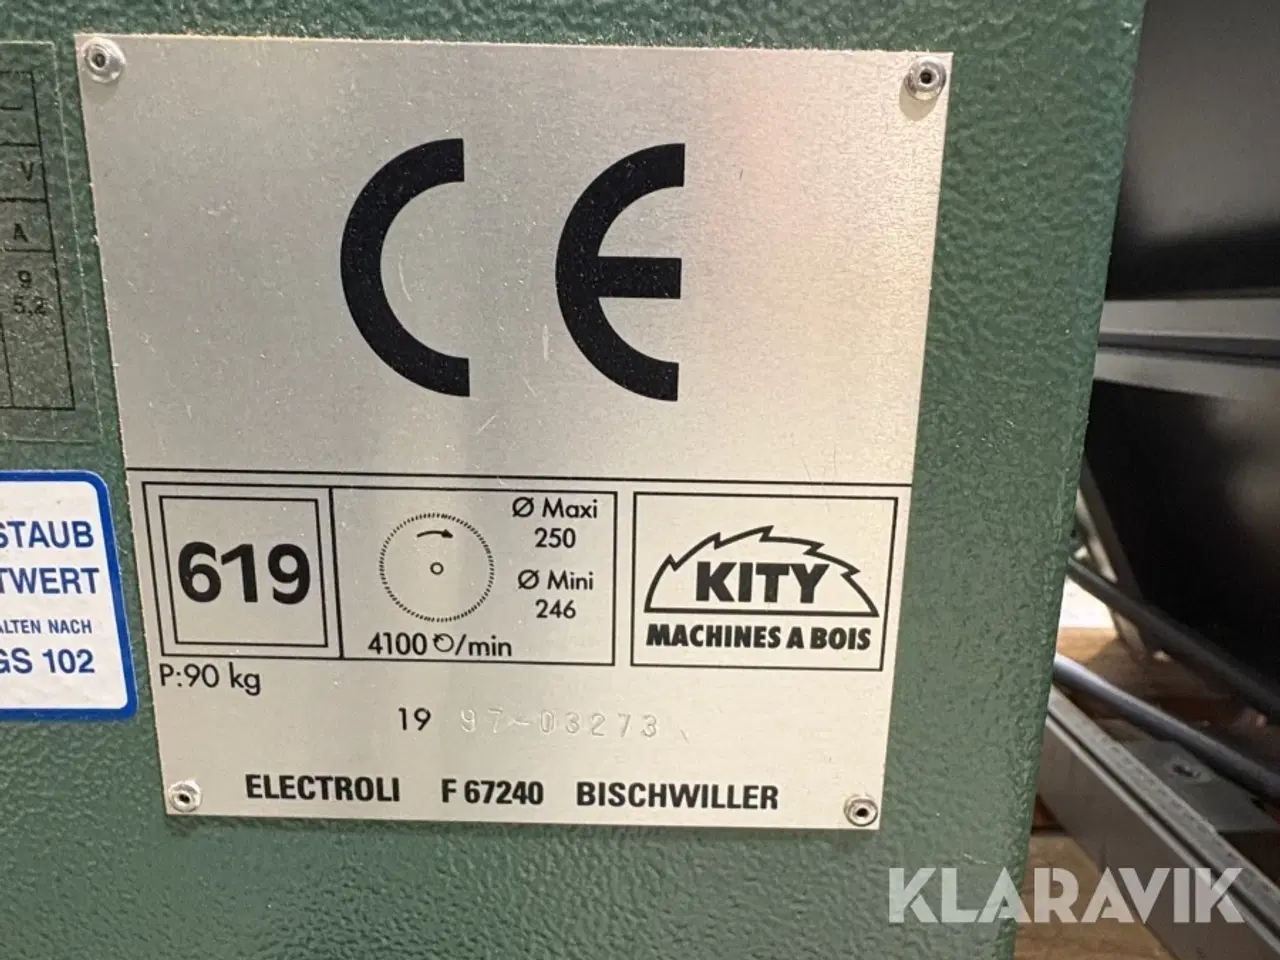 V
A
9
5,2
STAUB
TWERT
ALTEN NACH
GS 102
CE
619
Ø Maxi
250
Ø Mini
246
4100 /min
KITY
MACHINES A BOIS
P:90 kg
19 97-03273
ELECTROLI F 67240 BISCHWILLER
KLARAVIK